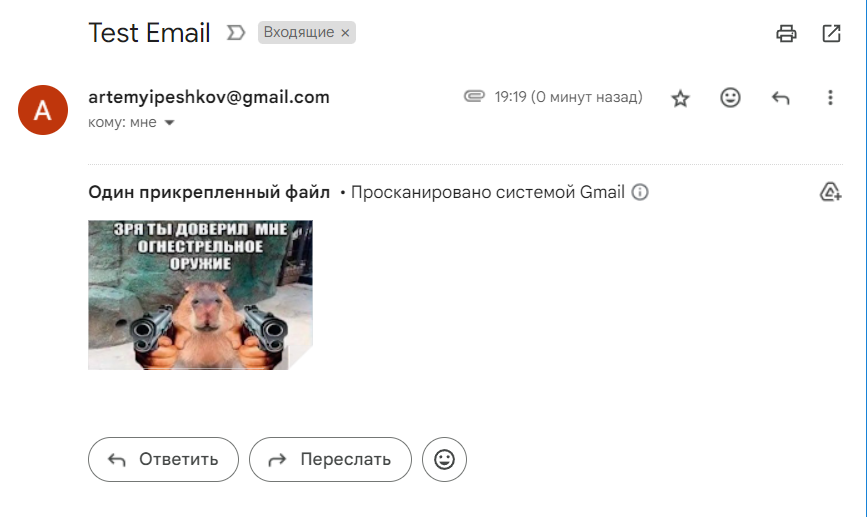 Test Email
Входящие ×
A
artemyipeshkov@gmail.com
19:19 (0 минут назад)
кому: мне
Один прикрепленный файл • Просканировано системой Gmail
ЗРЯ ТЫ ДОВЕРИЛ МНЕ
ОГНЕСТРЕЛЬНОЕ
ОРУЖИЕ
Ответить
Переслать